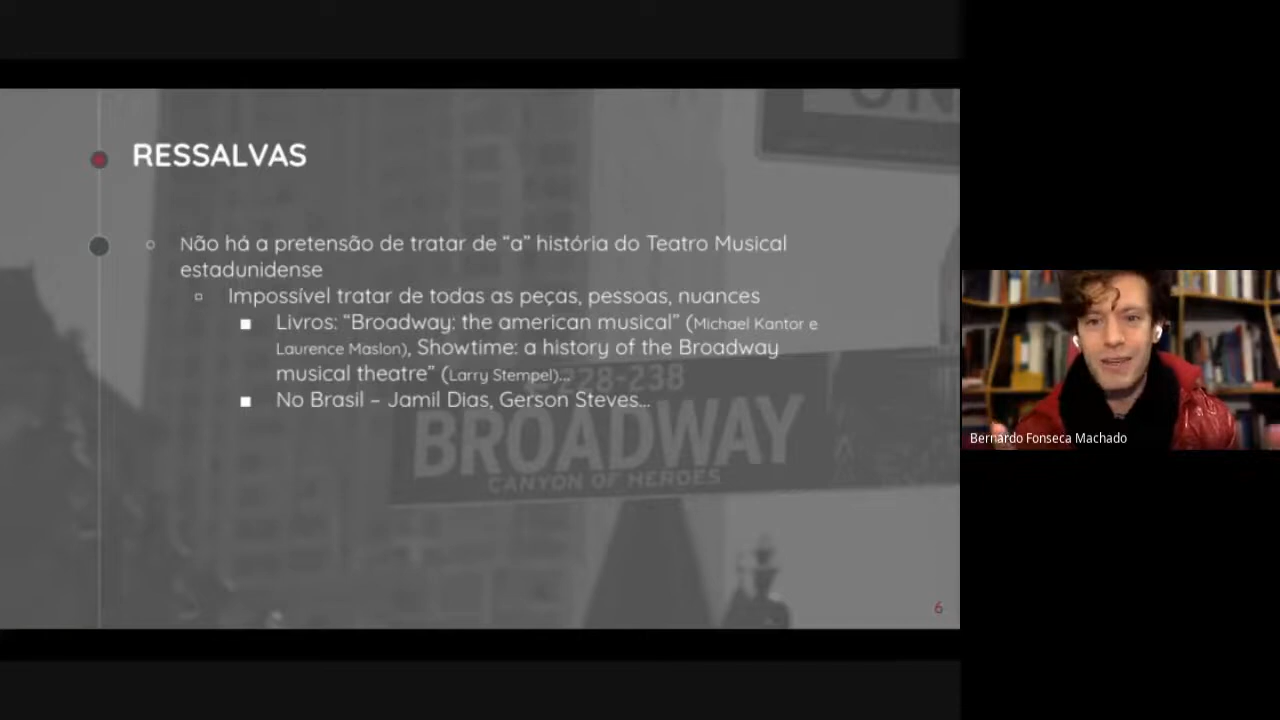 RESSALVAS
Não há a pretensão de tratar de “a” história do Teatro Musical
estadunidense
Impossível tratar de todas as peças, pessoas, nuances
Livros: “Broadway: the american musical” (Michael Kantor e
Laurence Maslon), Showtime: a history of the Broadway
musical theatre” (Larry Stempel)...
No Brasil – Jamil Dias, Gerson Steves...
228-238
BROADWAY
CANYON OF HEROES
6
Bernardo Fonseca Machado